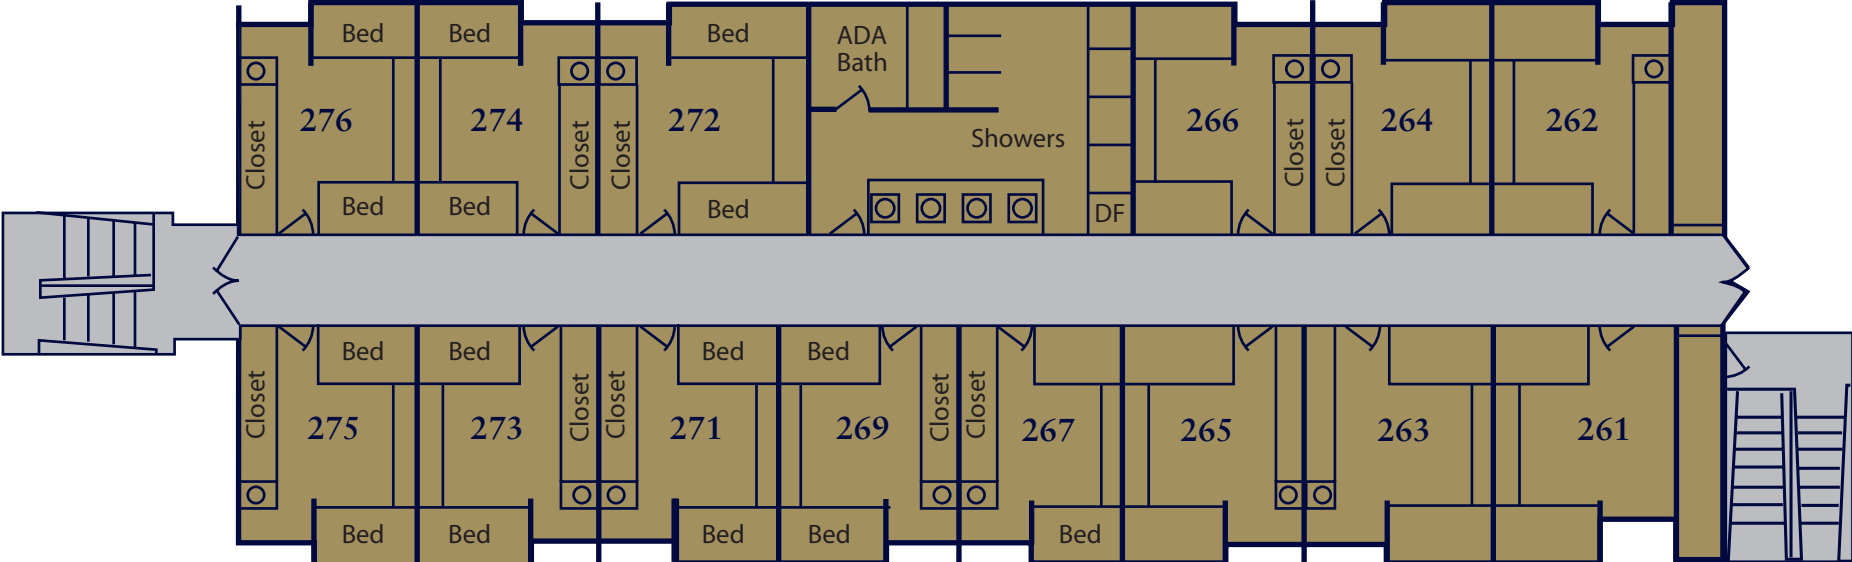 Bed
Bed
Bed
ADA
Bath
276
274
272
266
264
262
Closet
Closet
Closet
Showers
Closet
Closet
Bed
Bed
Bed
DF
Bed
Bed
Bed
Bed
Closet
Closet
Closet
Closet
Closet
275
273
271
269
267
265
263
261
Bed
Bed
Bed
Bed
Bed